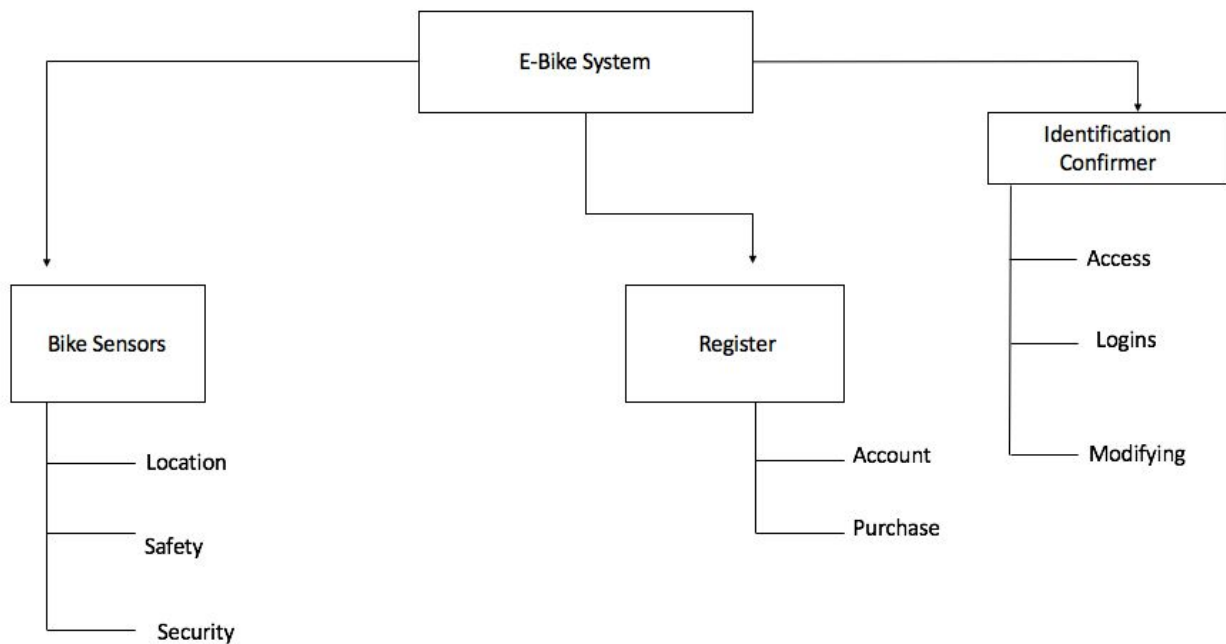 E-Bike System
Identification
Confirmer
Access
Logins
Modifying
Bike Sensors
Location
Safety
Security
Register
Account
Purchase